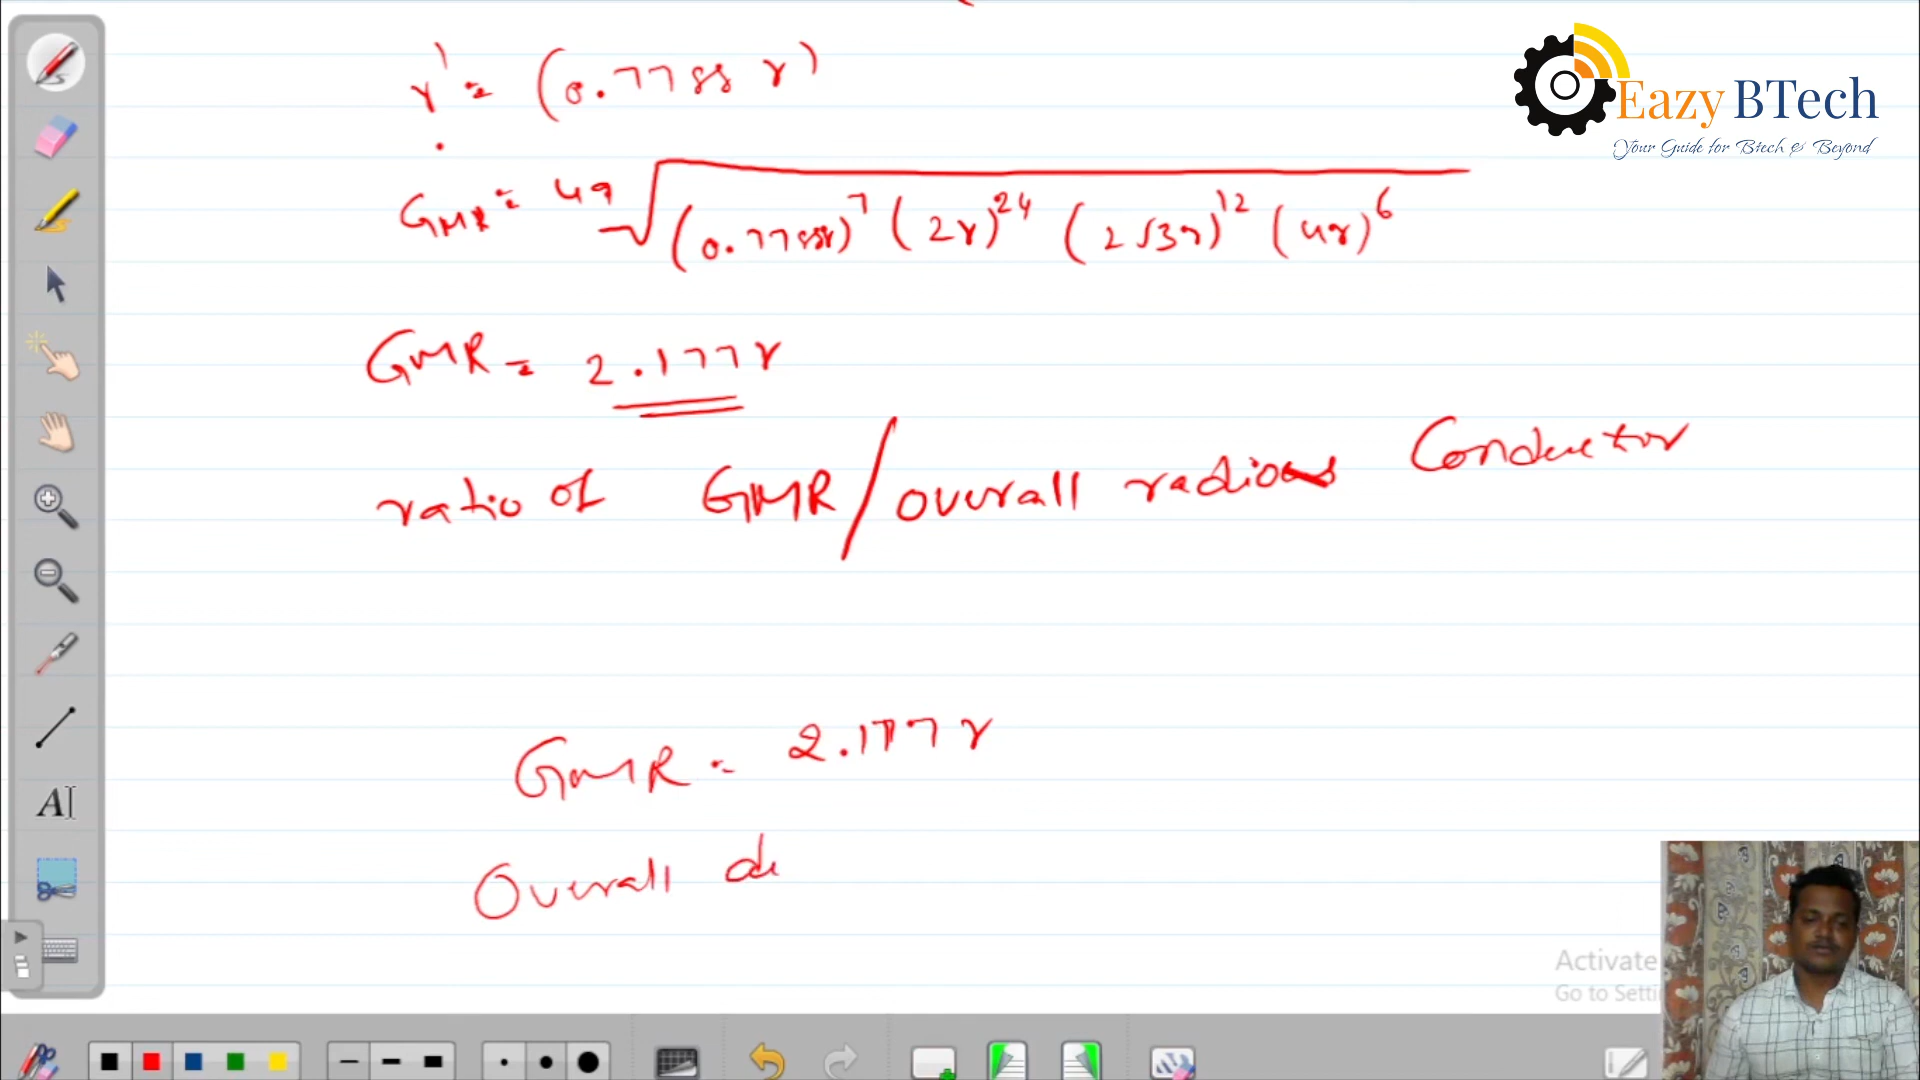 r' = (0.7788 r)
Eazy BTech
Your Guide for Btech & Beyond
GMR = 49√(0.7788r)^7 (2r)^24 (2√3r)^12 (4r)^6
GMR = 2.177r
ratio of GMR/overall radious Conductor
GMR = 2.177 r
Overall
Activate
Go to Setti
A